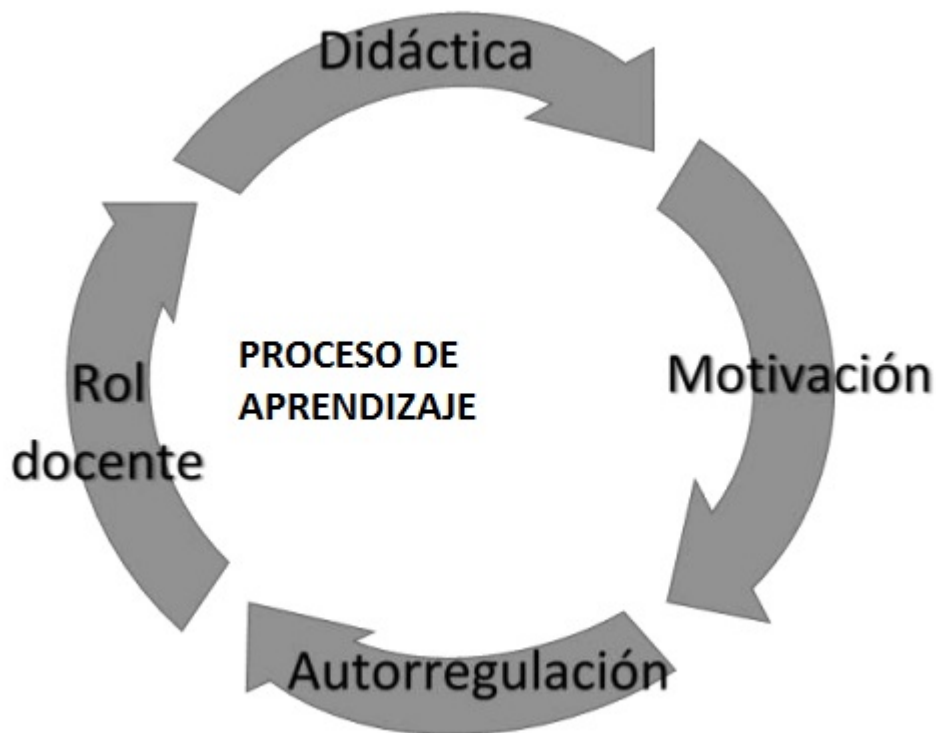 Didáctica
PROCESO DE
APRENDIZAJE
Motivación
Rol
docente
Autorregulación